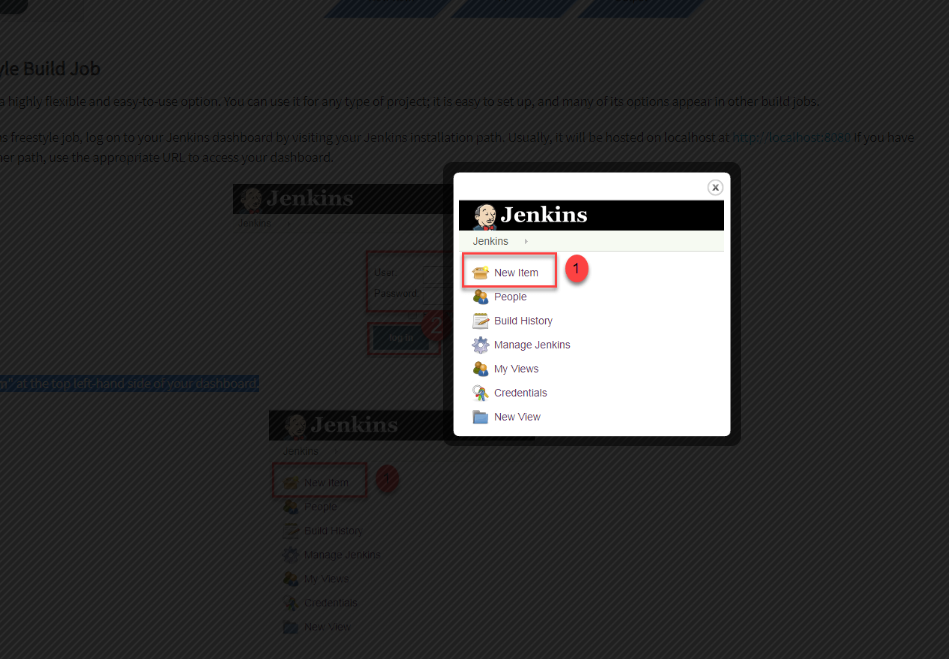 yle Build Job
a highly flexible and easy-to-use option. You can use it for any type of project; it is easy to set up, and many of its options appear in other build jobs.
s freestyle job, log on to your Jenkins dashboard by visiting your Jenkins installation path. Usually, it will be hosted on localhost at http://localhost:8080 If you have
er path, use the appropriate URL to access your dashboard.
Jenkins
Jenkins
User
Password
log in
2
x
Jenkins
Jenkins
New Item
1
People
Build History
Manage Jenkins
My Views
Credentials
New View
" at the top left-hand side of your dashboard.
Jenkins
Jenkins
New Item
1
People
Build History
Manage Jenkins
My Views
Credentials
New View